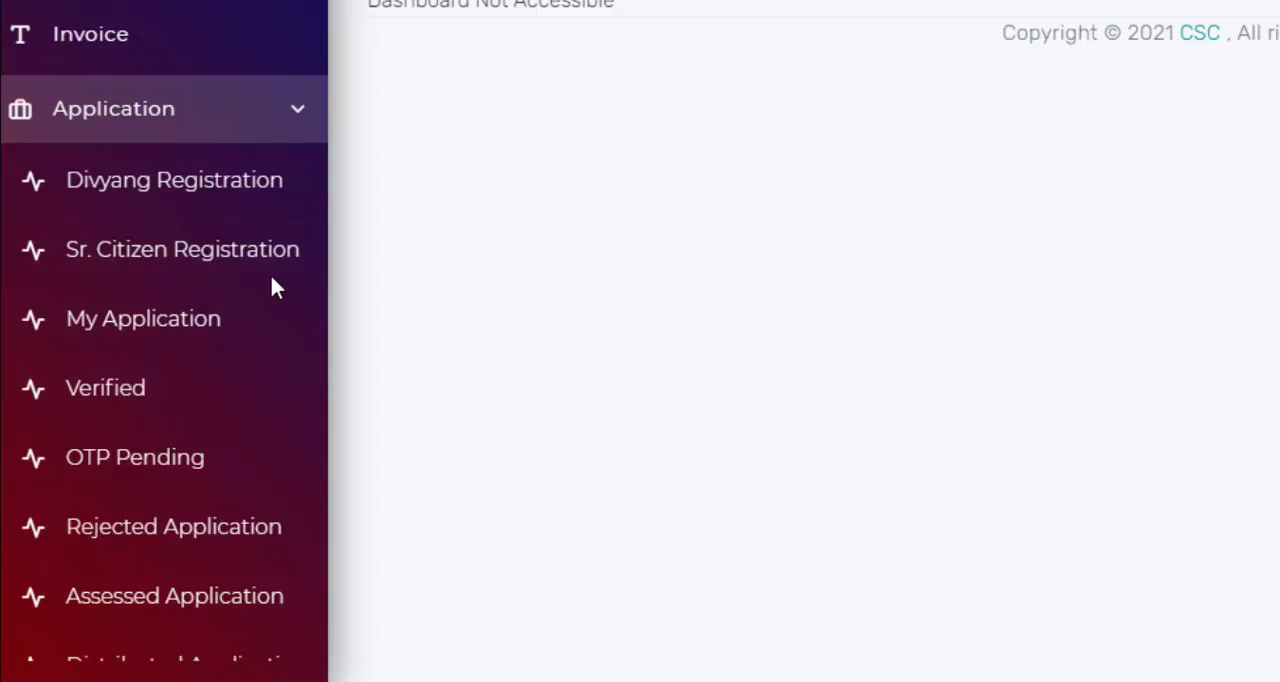 Dashboard Not Accessible
Invoice
Copyright © 2021 CSC , All ri
Application
Divyang Registration
Sr. Citizen Registration
My Application
Verified
OTP Pending
Rejected Application
Assessed Application